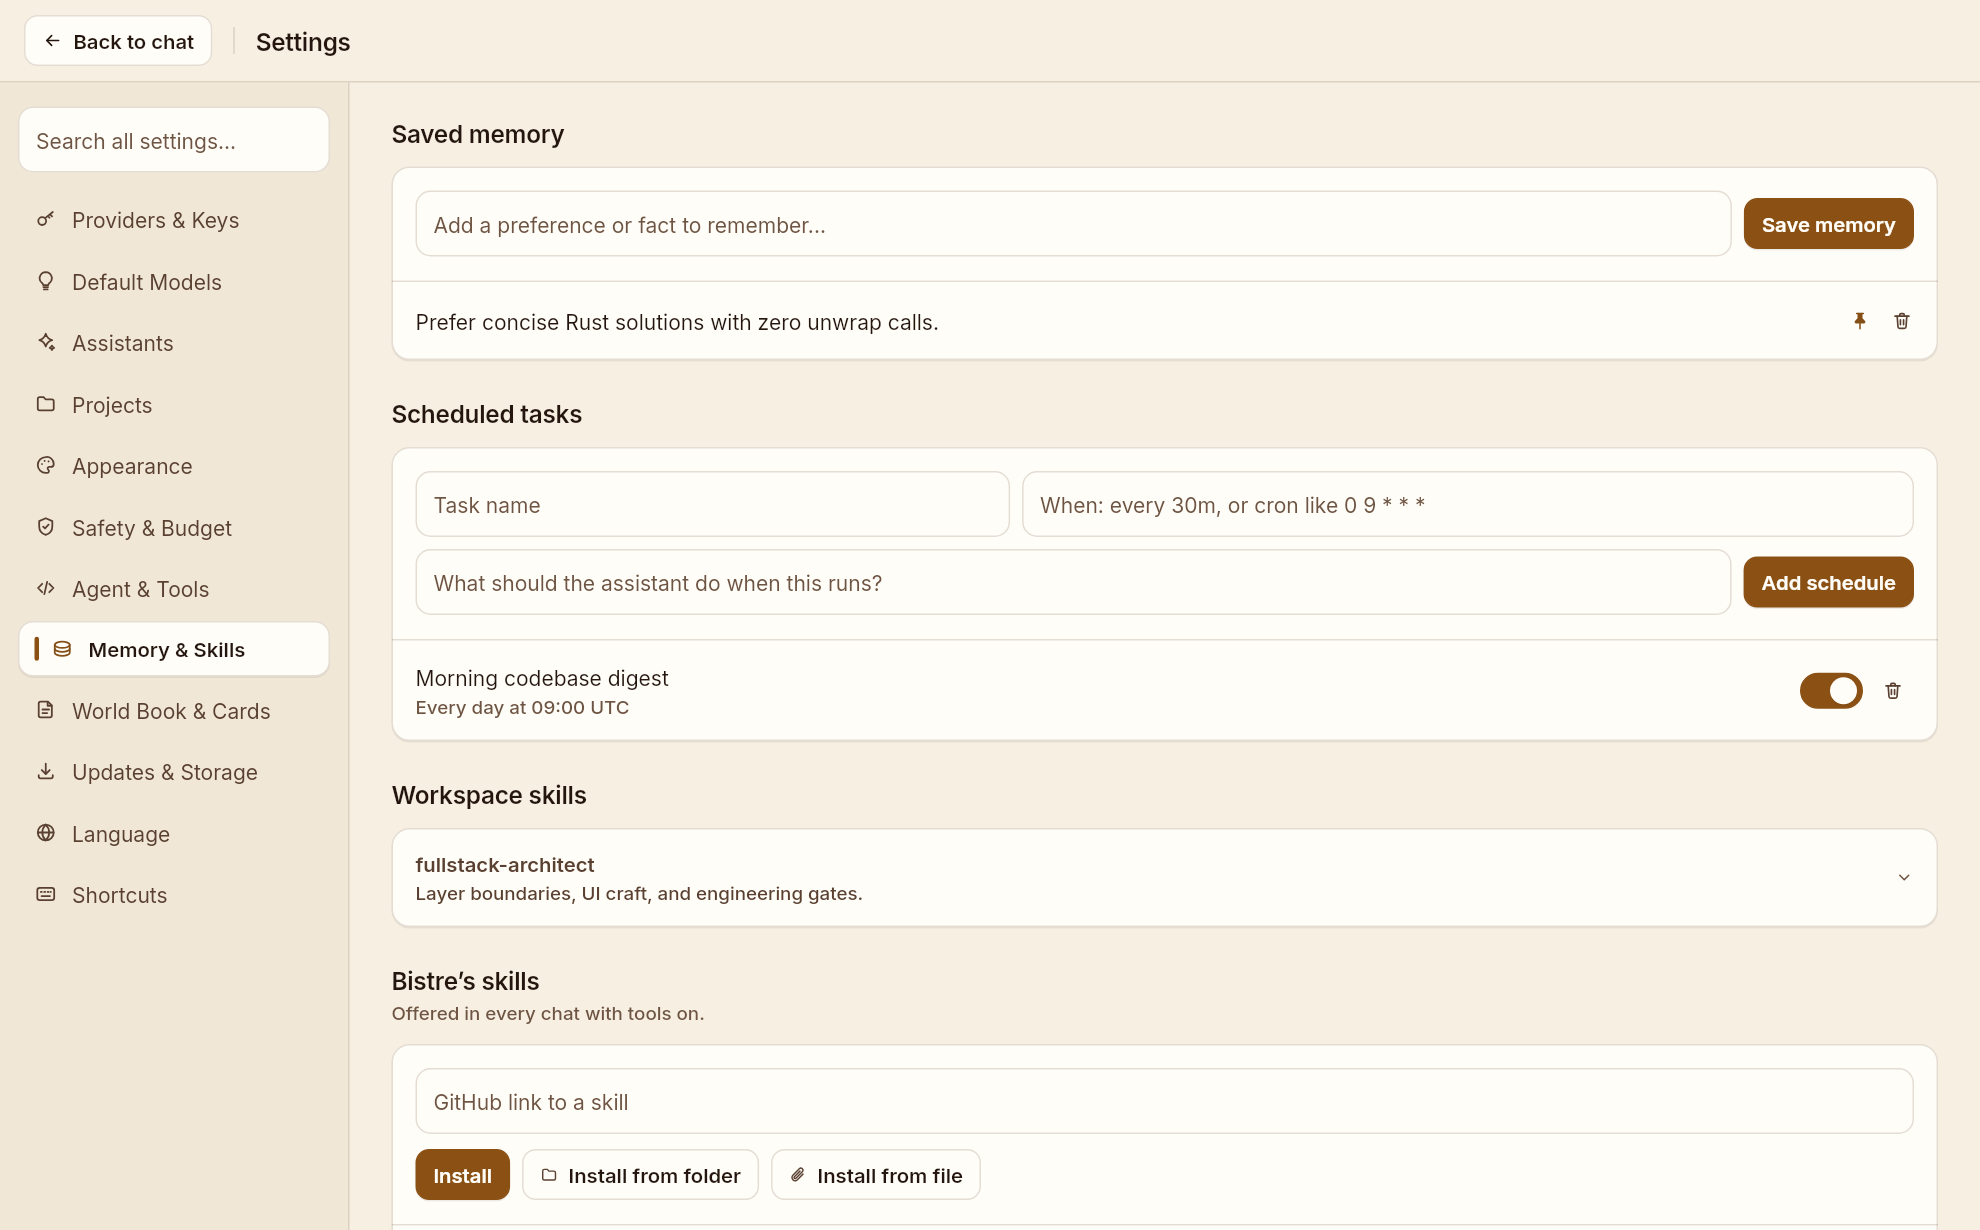 Back to chat
Settings
Search all settings...
Providers & Keys
Default Models
Assistants
Projects
Appearance
Safety & Budget
Agent & Tools
Memory & Skills
World Book & Cards
Updates & Storage
Language
Shortcuts
Saved memory
Add a preference or fact to remember...
Save memory
Prefer concise Rust solutions with zero unwrap calls.
Scheduled tasks
Task name
When: every 30m, or cron like 0 9 * * *
What should the assistant do when this runs?
Add schedule
Morning codebase digest
Every day at 09:00 UTC
Workspace skills
fullstack-architect
Layer boundaries, UI craft, and engineering gates.
Bistre’s skills
Offered in every chat with tools on.
GitHub link to a skill
Install
Install from folder
Install from file